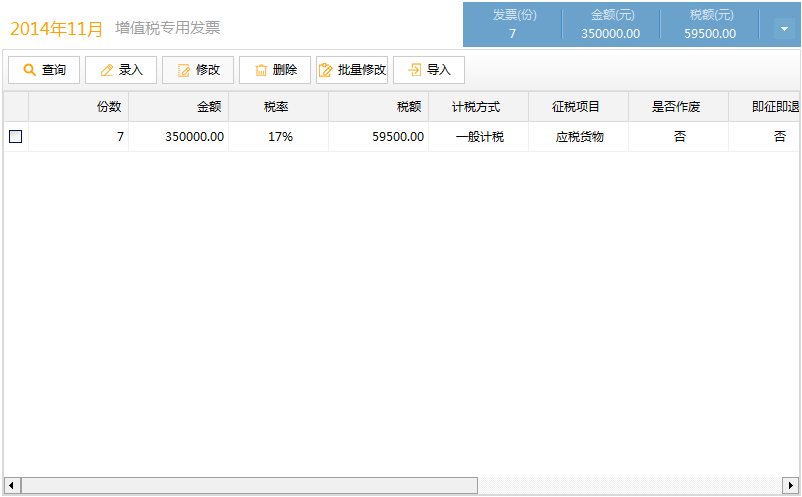 2014年11月 增值税专用发票
发票(份) 金额(元) 税额(元)
7 350000.00 59500.00
查询 录入 修改 删除 批量修改 导入
份数 金额 税率 税额 计税方式 征税项目 是否作废 即征即退
7 350000.00 17% 59500.00 一般计税 应税货物 否 否